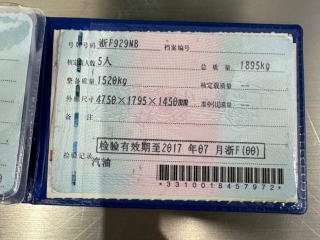 号牌号码 浙F929NB 档案编号
核定载人数 5人 总质量 1895kg
整备质量 1520kg 核定载质量 --
外廓尺寸 4750×1795×1450mm 准牵引总质量 --
备注
检验有效期至2017年07月浙F(00)
检验记录
汽油
*3310018457972*